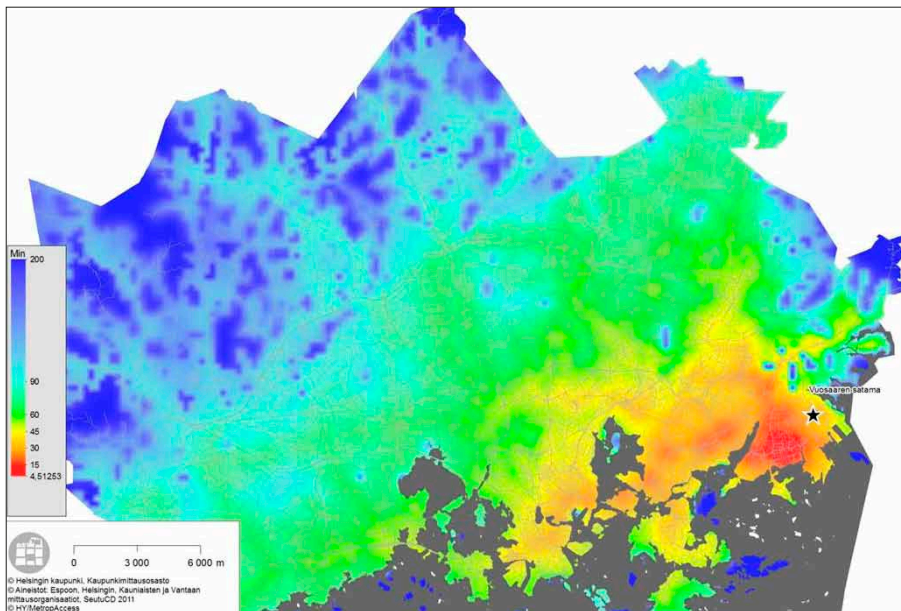 Min
200
90
60
45
30
15
4,51253
Vuosaaren satama
0 3 000 6 000 m
© Helsingin kaupunki, Kaupunkimittausosasto
© Aineistot: Espoon, Helsingin, Kauniaisten ja Vantaan
mittausorganisaatiot, SeutuCD 2011
© HY/MetropAccess